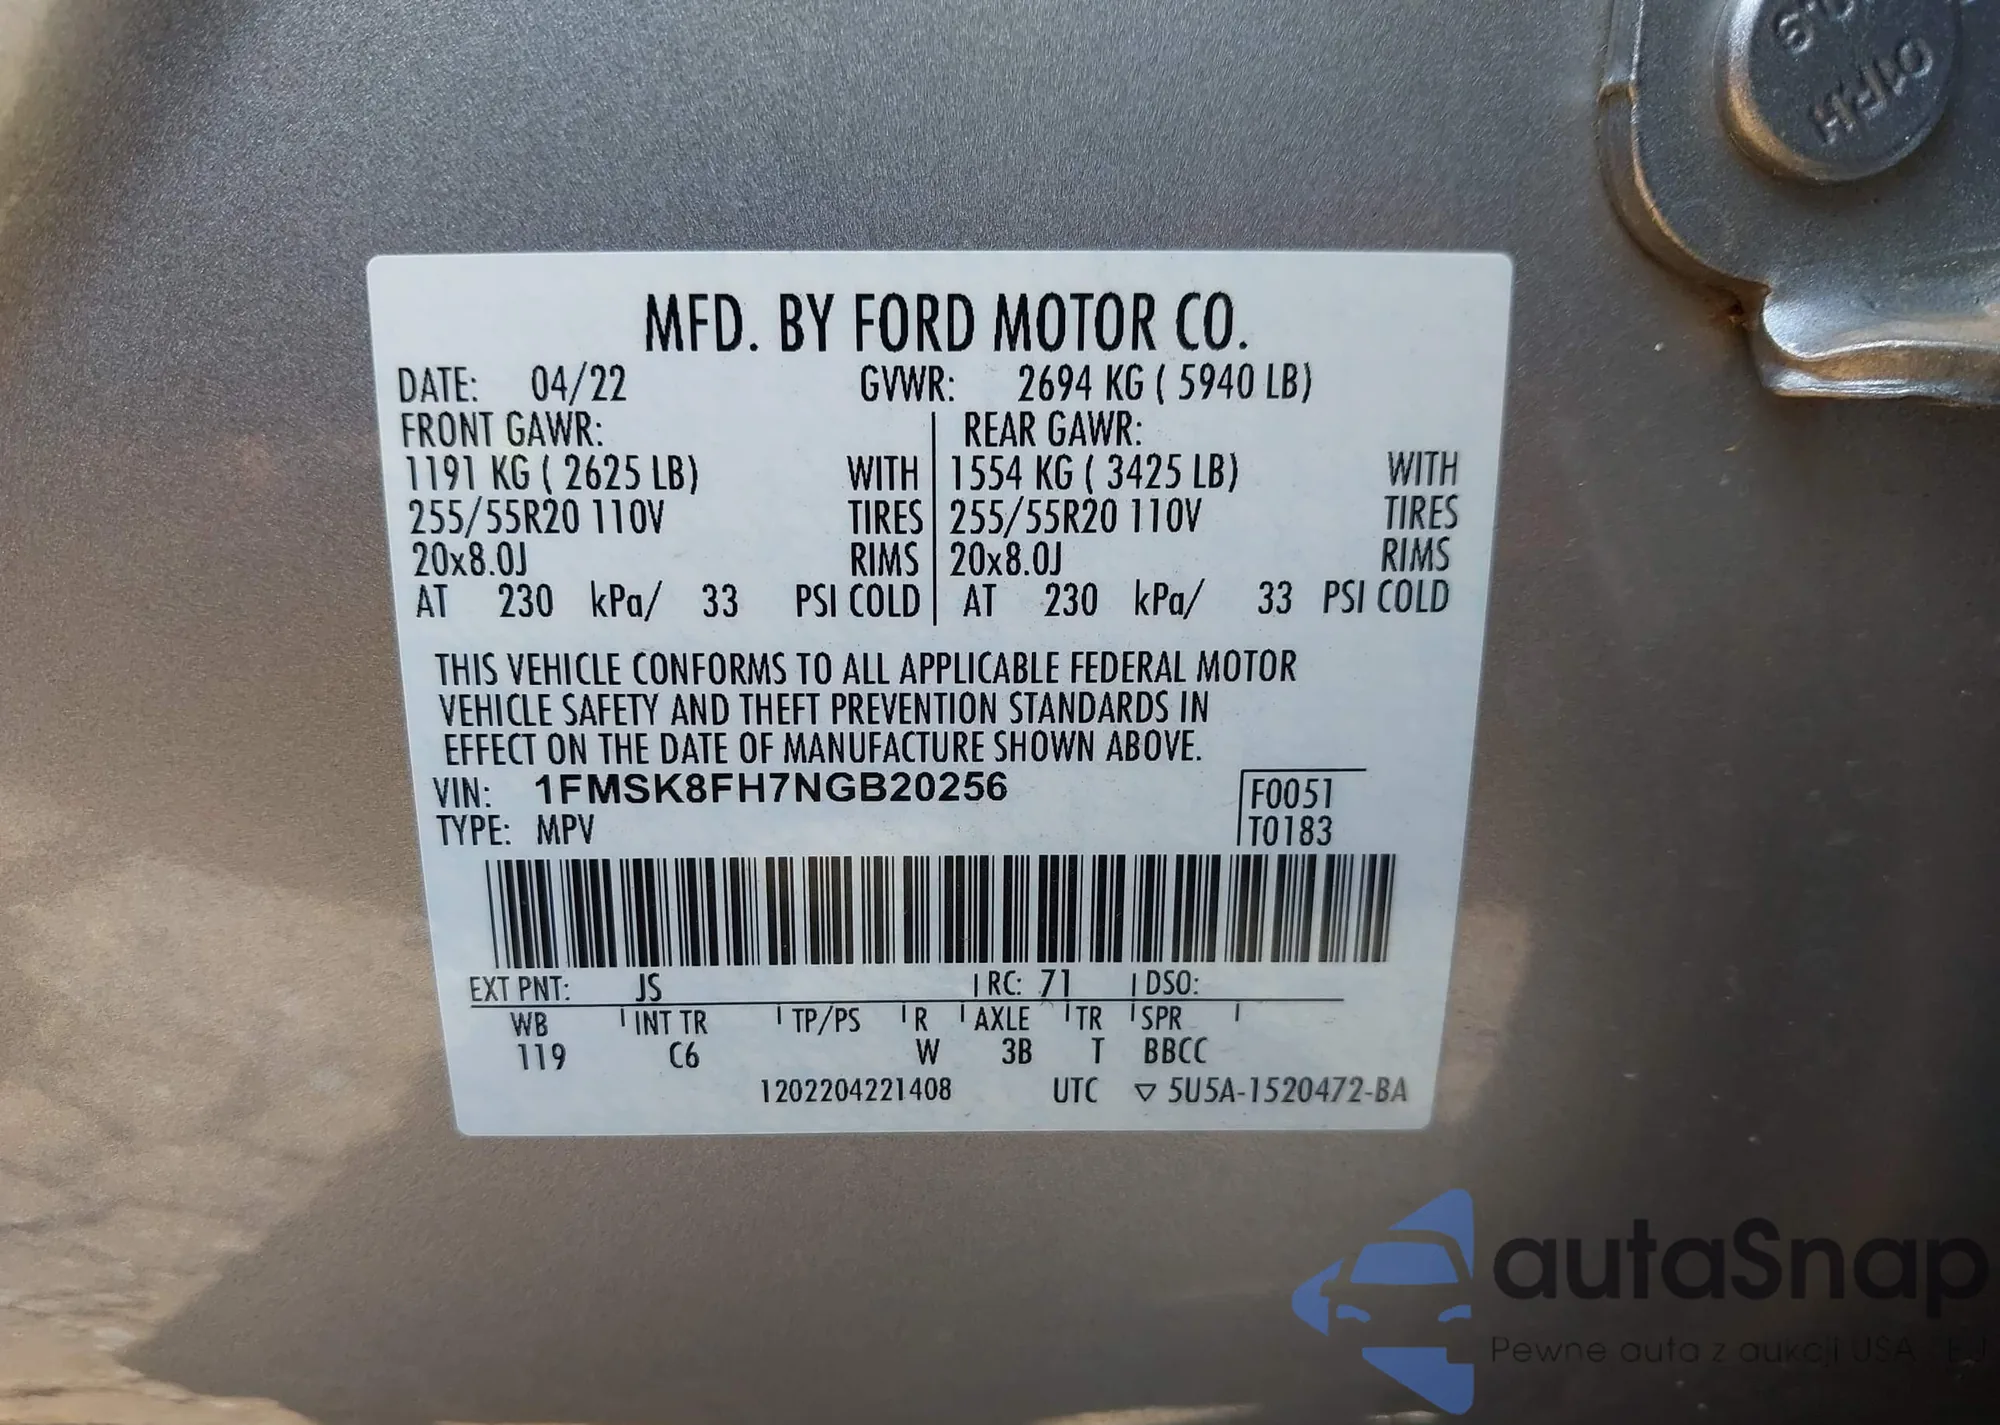 MFD. BY FORD MOTOR CO.
DATE: 04/22 GVWR: 2694 KG ( 5940 LB)
FRONT GAWR: REAR GAWR:
1191 KG ( 2625 LB) WITH 1554 KG ( 3425 LB) WITH
255/55R20 110V TIRES 255/55R20 110V TIRES
20x8.0J RIMS 20x8.0J RIMS
AT 230 kPa/ 33 PSI COLD AT 230 kPa/ 33 PSI COLD
THIS VEHICLE CONFORMS TO ALL APPLICABLE FEDERAL MOTOR
VEHICLE SAFETY AND THEFT PREVENTION STANDARDS IN
EFFECT ON THE DATE OF MANUFACTURE SHOWN ABOVE.
VIN: 1FMSK8FH7NGB20256 F0051
TYPE: MPV T0183
EXT PNT: JS RC: 71 DSO:
WB INT TR TP/PS R AXLE TR SPR
119 C6 W 3B T BBCC
1202204221408 UTC ▽ 5U5A-1520472-BA
autaSnap
Pewne auta z aukcji USA